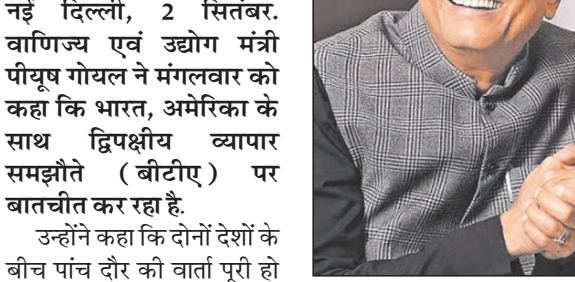 नई दिल्ली, 2 सितंबर.
वाणिज्य एवं उद्योग मंत्री
पीयूष गोयल ने मंगलवार को
कहा कि भारत, अमेरिका के
साथ द्विपक्षीय व्यापार
समझौते ( बीटीए ) पर
बातचीत कर रहा है.
उन्होंने कहा कि दोनों देशों के
बीच पांच दौर की वार्ता पूरी हो